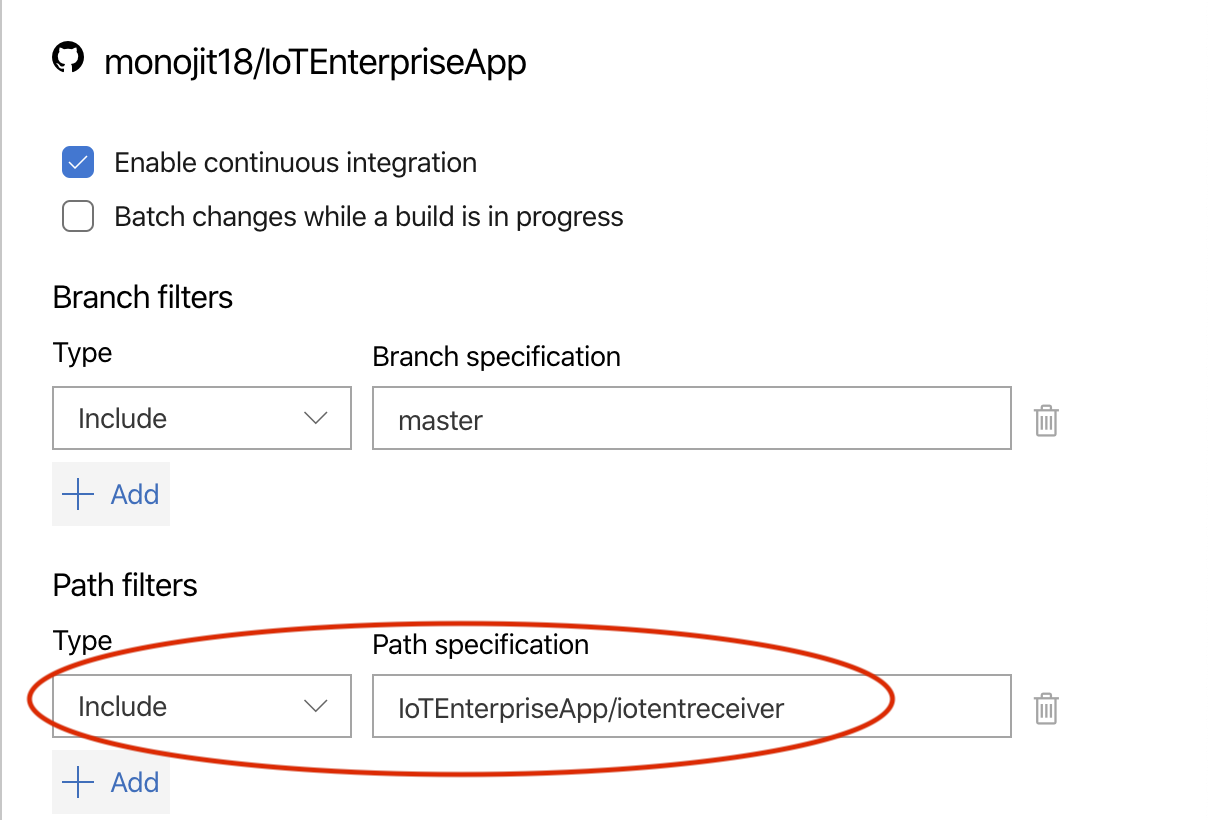 monojit18/IoTEnterpriseApp
Enable continuous integration
Batch changes while a build is in progress
Branch filters
Type Branch specification
Include master
Add
Path filters
Type Path specification
Include IoTEnterpriseApp/iotentreceiver
Add